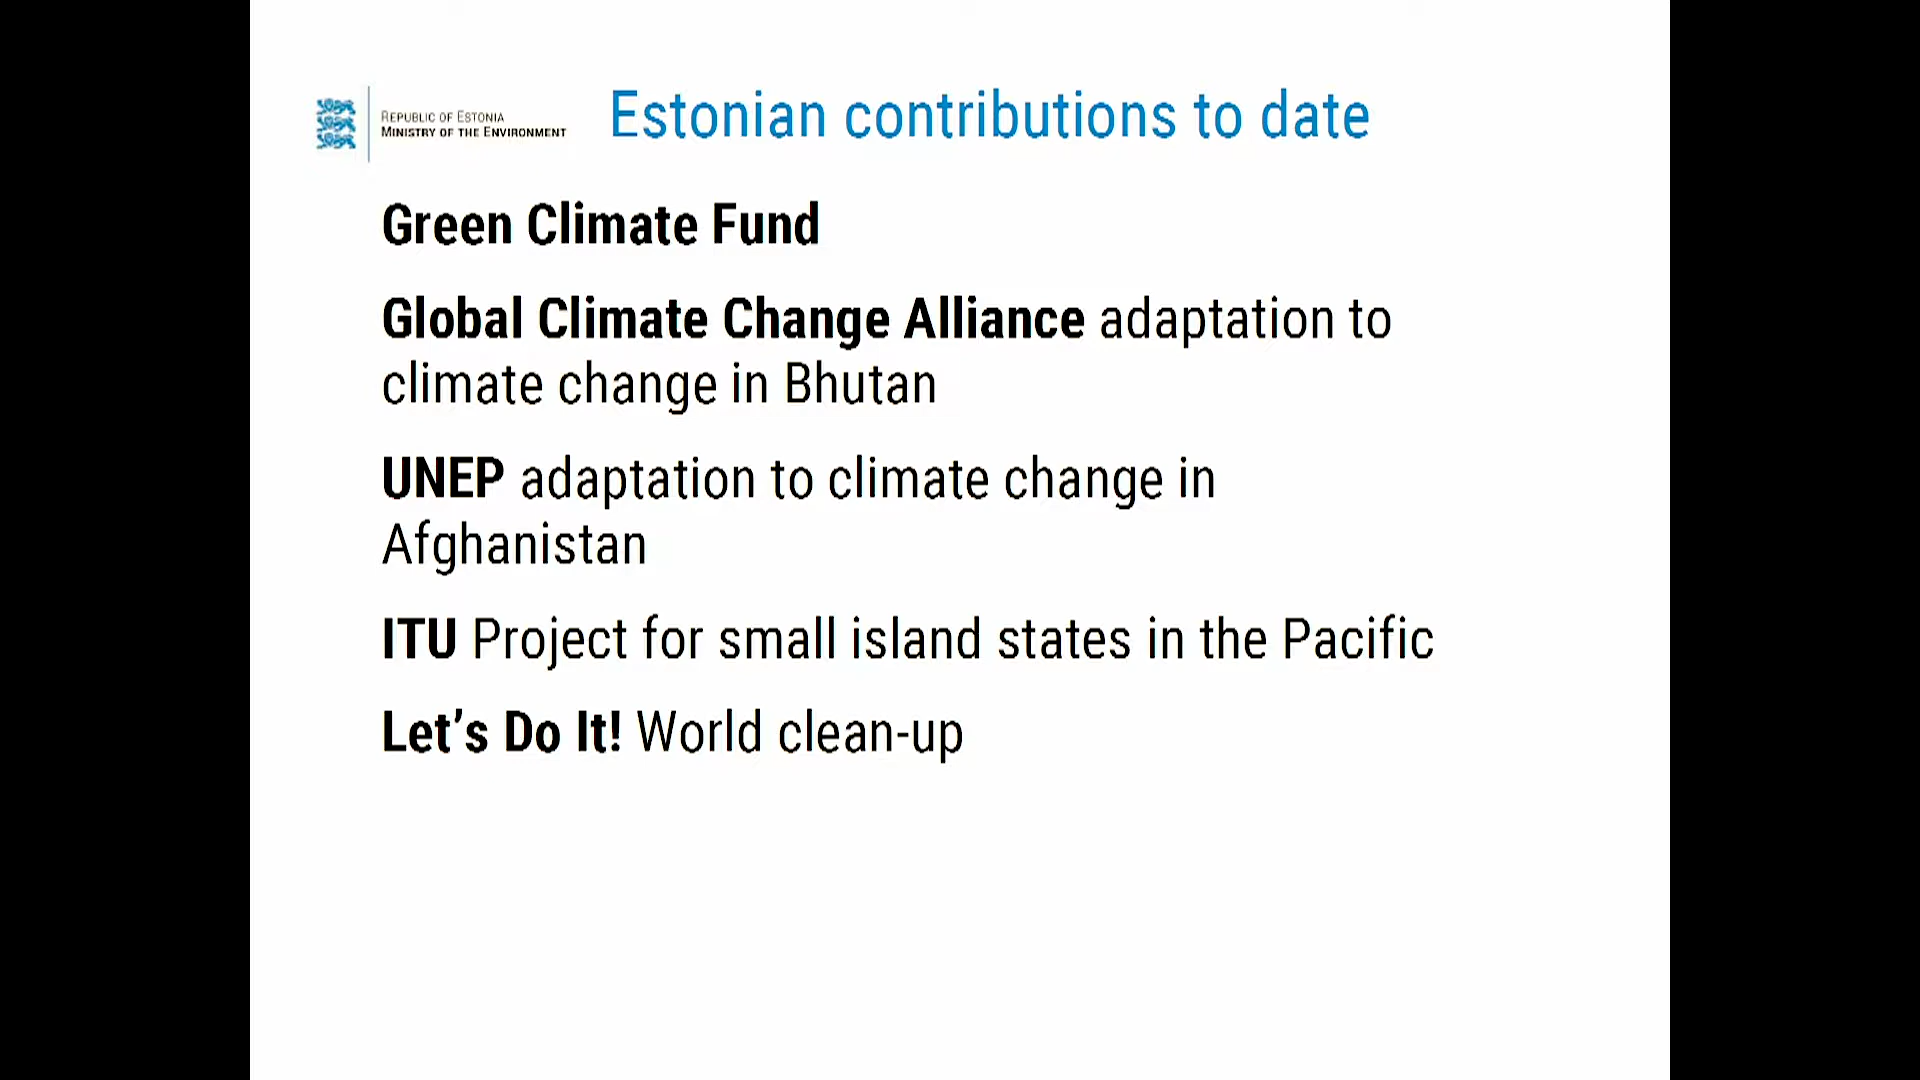 REPUBLIC OF ESTONIA
MINISTRY OF THE ENVIRONMENT
Estonian contributions to date
Green Climate Fund
Global Climate Change Alliance adaptation to
climate change in Bhutan
UNEP adaptation to climate change in
Afghanistan
ITU Project for small island states in the Pacific
Let’s Do It! World clean-up